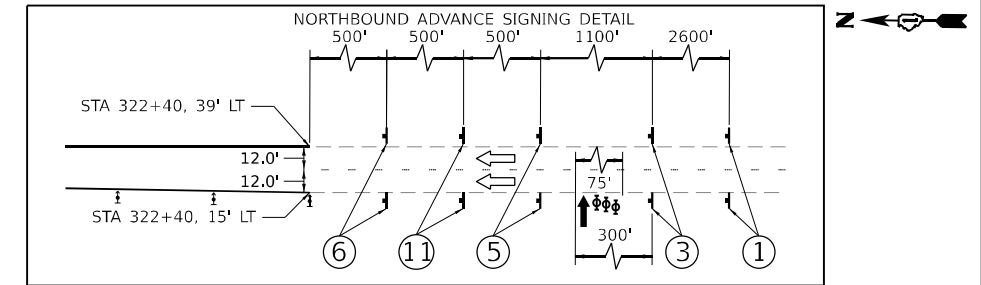 NORTHBOUND ADVANCE SIGNING DETAIL
500' 500' 500' 1100' 2600'
N
STA 322+40, 39' LT
12.0'
12.0'
75'
STA 322+40, 15' LT
300'
6 11 5 3 1